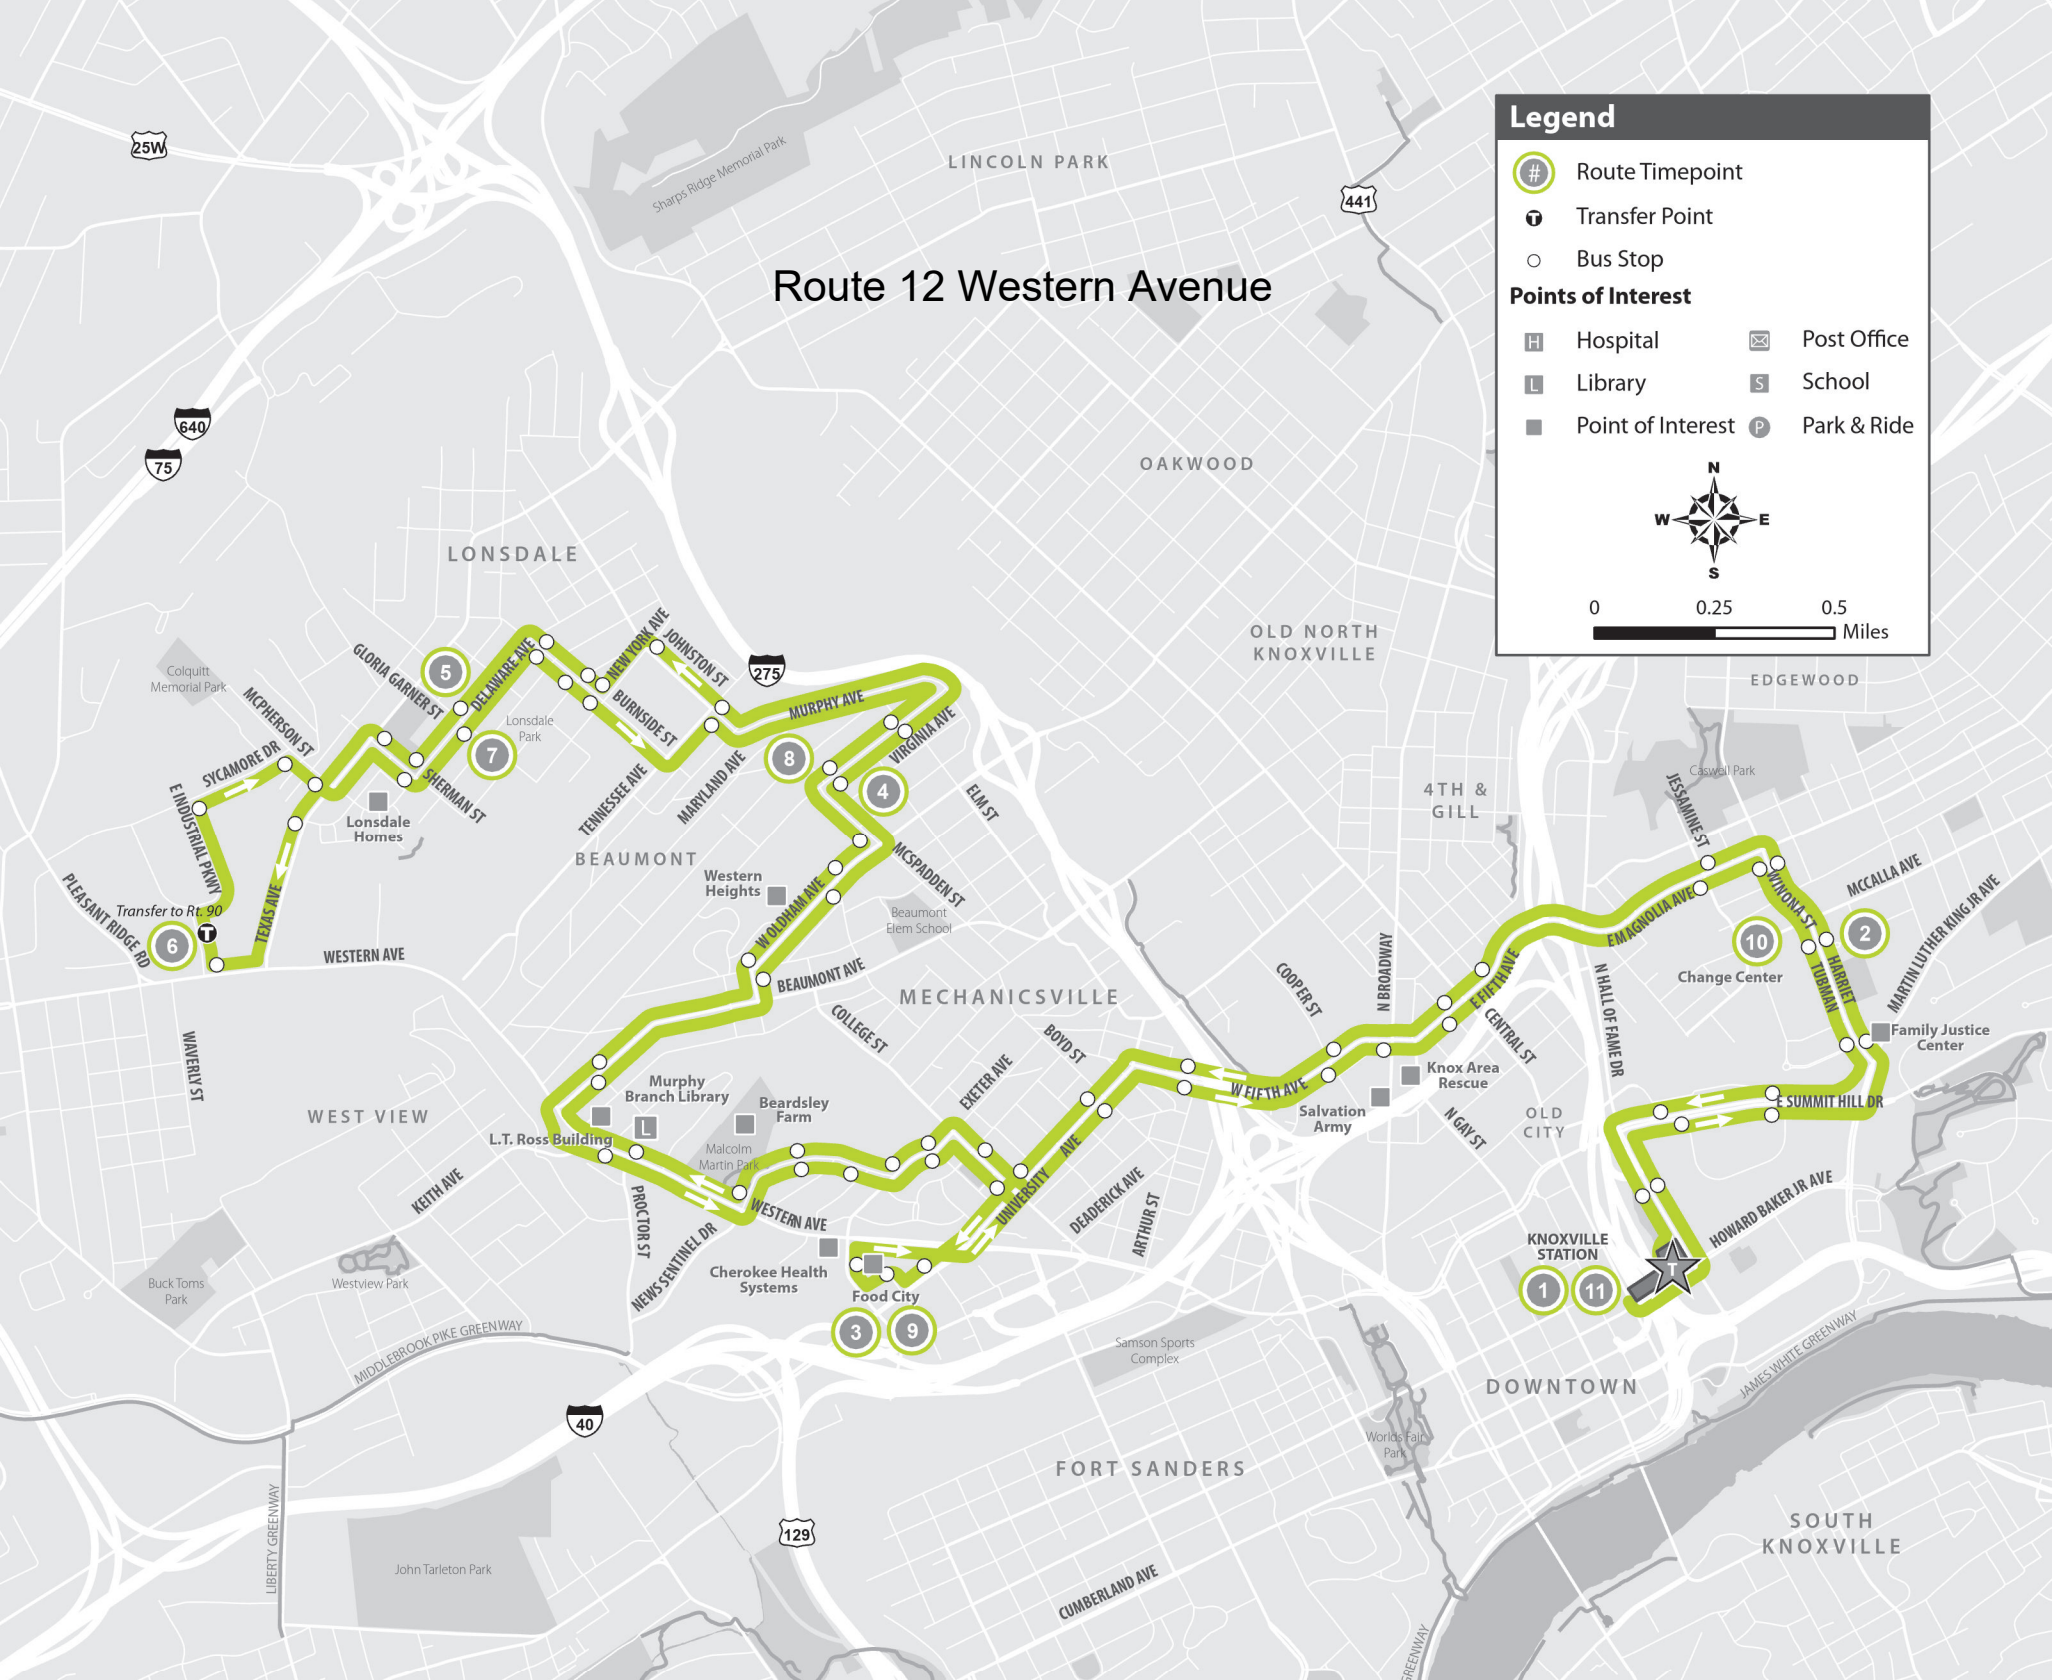 Route 12 Western Avenue
Legend
#
Route Timepoint
T
Transfer Point
Bus Stop
Points of Interest
H
Hospital
Post Office
L
Library
S
School
Point of Interest
P
Park & Ride
N
W
E
S
0
0.25
0.5
Miles
25W
441
640
75
275
40
129
Sharps Ridge Memorial Park
LINCOLN PARK
OAKWOOD
LONSDALE
OLD NORTH
KNOXVILLE
EDGEWOOD
4TH &
GILL
Caswell Park
Colquitt
Memorial Park
GLORIA GARNER ST
5
DELAWARE AVE
NEW YORK AVE
JOHNSTON ST
MURPHY AVE
VIRGINIA AVE
MCPHERSON ST
SYCAMORE DR
E INDUSTRIAL PKWY
Lonsdale
Park
7
BURNSIDE ST
SHERMAN ST
Lonsdale
Homes
TENNESSEE AVE
MARYLAND AVE
8
4
ELM ST
BEAUMONT
MCSPADDEN ST
Western
Heights
W OLDHAM AVE
Beaumont
Elem School
PLEASANT RIDGE RD
Transfer to Rt. 90
T
6
TEXAS AVE
WESTERN AVE
BEAUMONT AVE
MECHANICSVILLE
COLLEGE ST
BOYD ST
EXETER AVE
WAVERLY ST
WEST VIEW
Murphy
Branch Library
L
Beardsley
Farm
L.T. Ross Building
Malcolm
Martin Park
KEITH AVE
PROCTOR ST
NEWS SENTINEL DR
WESTERN AVE
UNIVERSITY AVE
DEADERICK AVE
ARTHUR ST
Cherokee Health
Systems
Food City
3
9
Buck Toms
Park
Westview Park
MIDDLEBROOK PIKE GREENWAY
LIBERTY GREENWAY
John Tarleton Park
COOPER ST
N BROADWAY
W FIFTH AVE
E FIFTH AVE
CENTRAL ST
Knox Area
Rescue
Salvation
Army
N GAY ST
OLD
CITY
N HALL OF FAME DR
E MAGNOLIA AVE
JESSAMINE ST
WINONA ST
MCCALLA AVE
MARTIN LUTHER KING JR AVE
10
2
Change Center
HARRIET
TUBMAN
Family Justice
Center
E SUMMIT HILL DR
HOWARD BAKER JR AVE
KNOXVILLE
STATION
1
11
T
Samson Sports
Complex
DOWNTOWN
JAMES WHITE GREENWAY
Worlds Fair
Park
FORT SANDERS
CUMBERLAND AVE
SOUTH
KNOXVILLE
GREENWAY